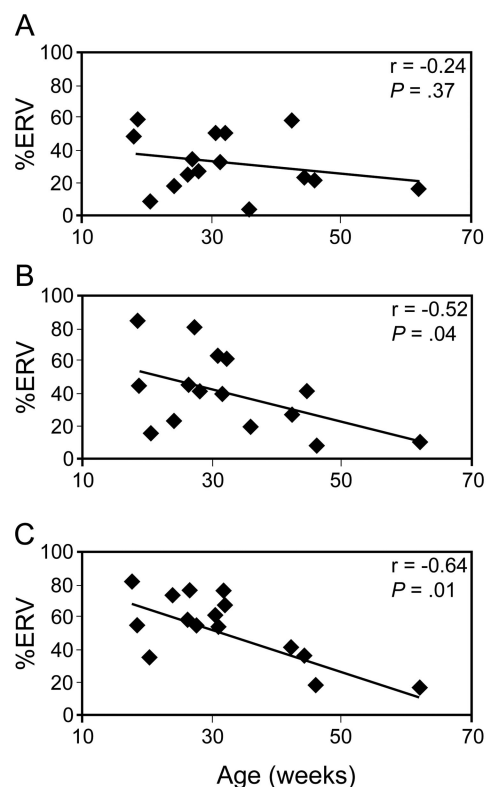 A
100
80
60
40
20
0
%ERV
r = -0.24
P = .37
10 30 50 70
B
100
80
60
40
20
0
%ERV
r = -0.52
P = .04
10 30 50 70
C
100
80
60
40
20
0
%ERV
r = -0.64
P = .01
10 30 50 70
Age (weeks)